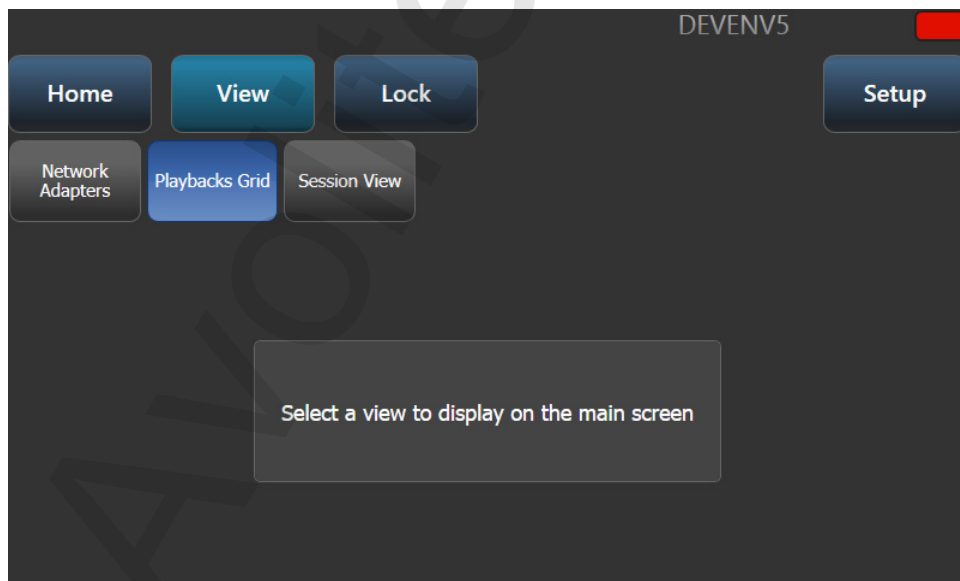 DEVENV5
Home
View
Lock
Setup
Network
Adapters
Playbacks Grid
Session View
Select a view to display on the main screen
Avolite